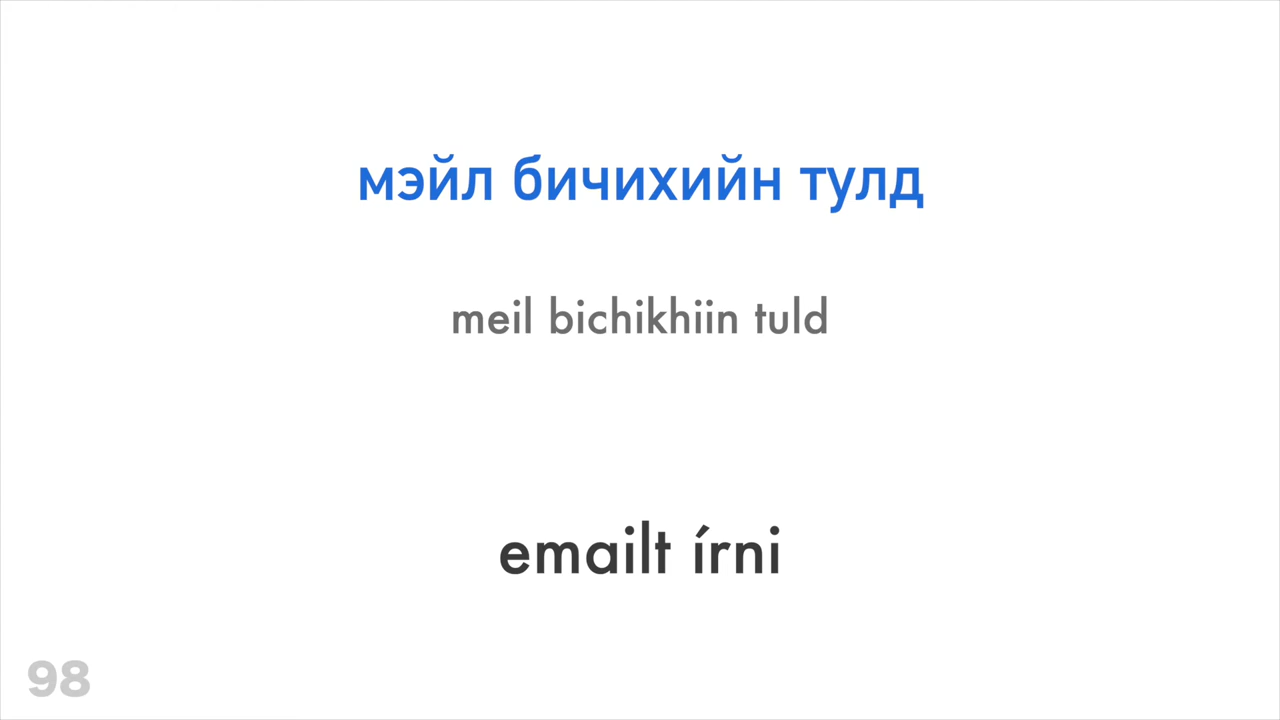 мэйл бичихийн тулд
meil bichikhiin tuld
emailt írni
98